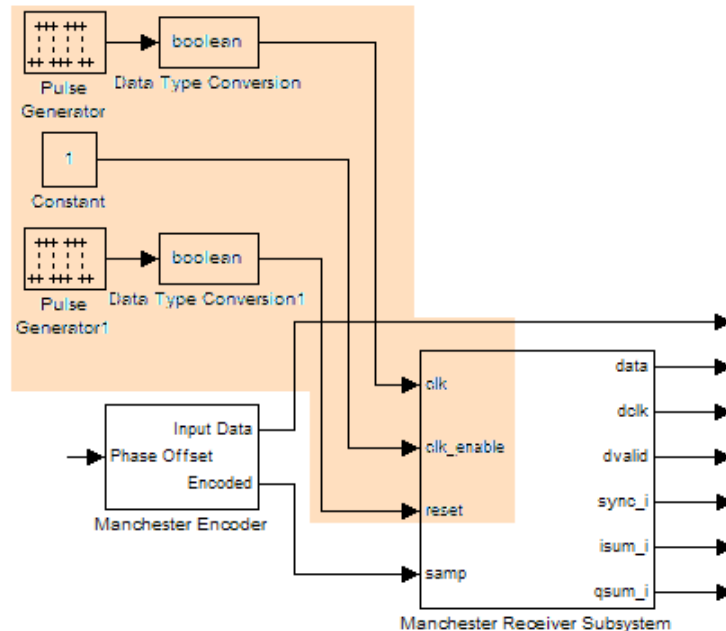 boolean
Pulse
Generator
Data Type Conversion
1
Constant
boolean
Pulse
Generator1
Data Type Conversion1
Input Data
Phase Offset
Encoded
Manchester Encoder
clk
clk_enable
reset
samp
data
dclk
dvalid
sync_i
isum_i
qsum_i
Manchester Receiver Subsystem